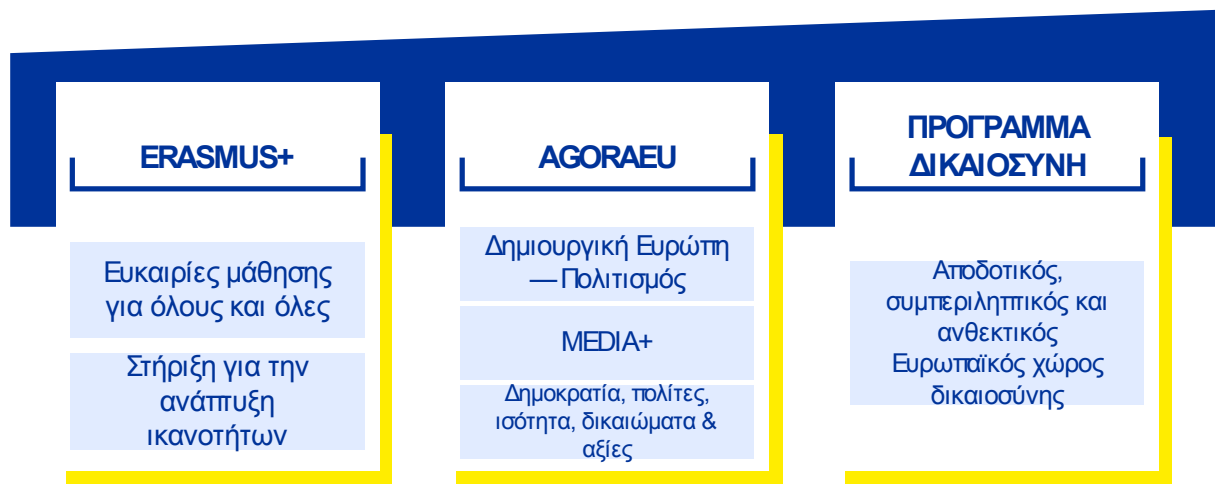 ERASMUS+
Ευκαιρίες μάθησης
για όλους και όλες
Στήριξη για την
ανάπτυξη
ικανοτήτων
AGORAEU
Δημιουργική Ευρώπη
— Πολιτισμός
MEDIA+
Δημοκρατία, πολίτες,
ισότητα, δικαιώματα &
αξίες
ΠΡΟΓΡΑΜΜΑ
ΔΙΚΑΙΟΣΥΝΗ
Αποδοτικός,
συμπεριληπτικός και
ανθεκτικός
Ευρωπαϊκός χώρος
δικαιοσύνης